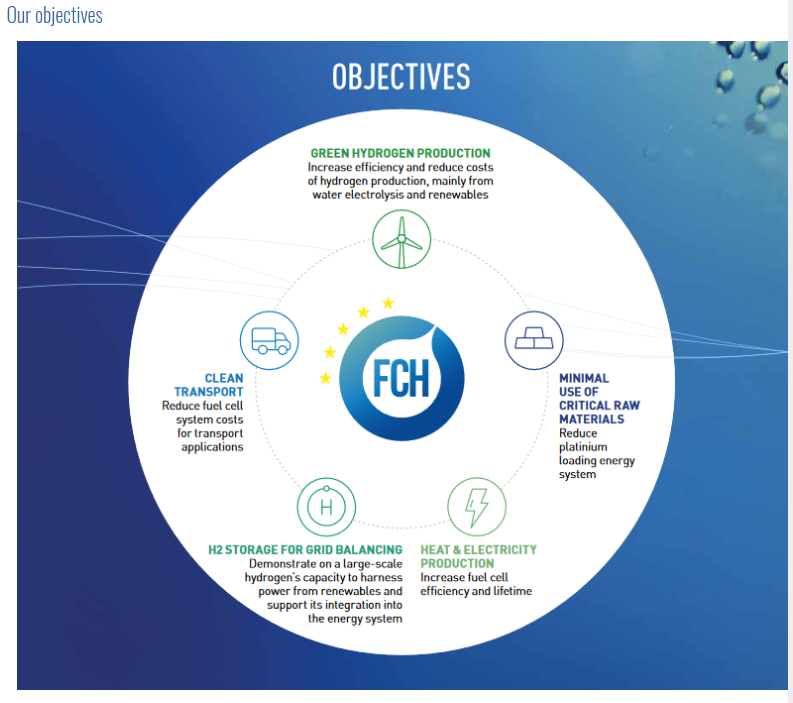 Our objectives
OBJECTIVES
GREEN HYDROGEN PRODUCTION
Increase efficiency and reduce costs
of hydrogen production, mainly from
water electrolysis and renewables
FCH
CLEAN
TRANSPORT
Reduce fuel cell
system costs
for transport
applications
MINIMAL
USE OF
CRITICAL RAW
MATERIALS
Reduce
platinium
loading energy
system
H
H2 STORAGE FOR GRID BALANCING
Demonstrate on a large-scale
hydrogen's capacity to harness
power from renewables and
support its integration into
the energy system
HEAT & ELECTRICITY
PRODUCTION
Increase fuel cell
efficiency and lifetime